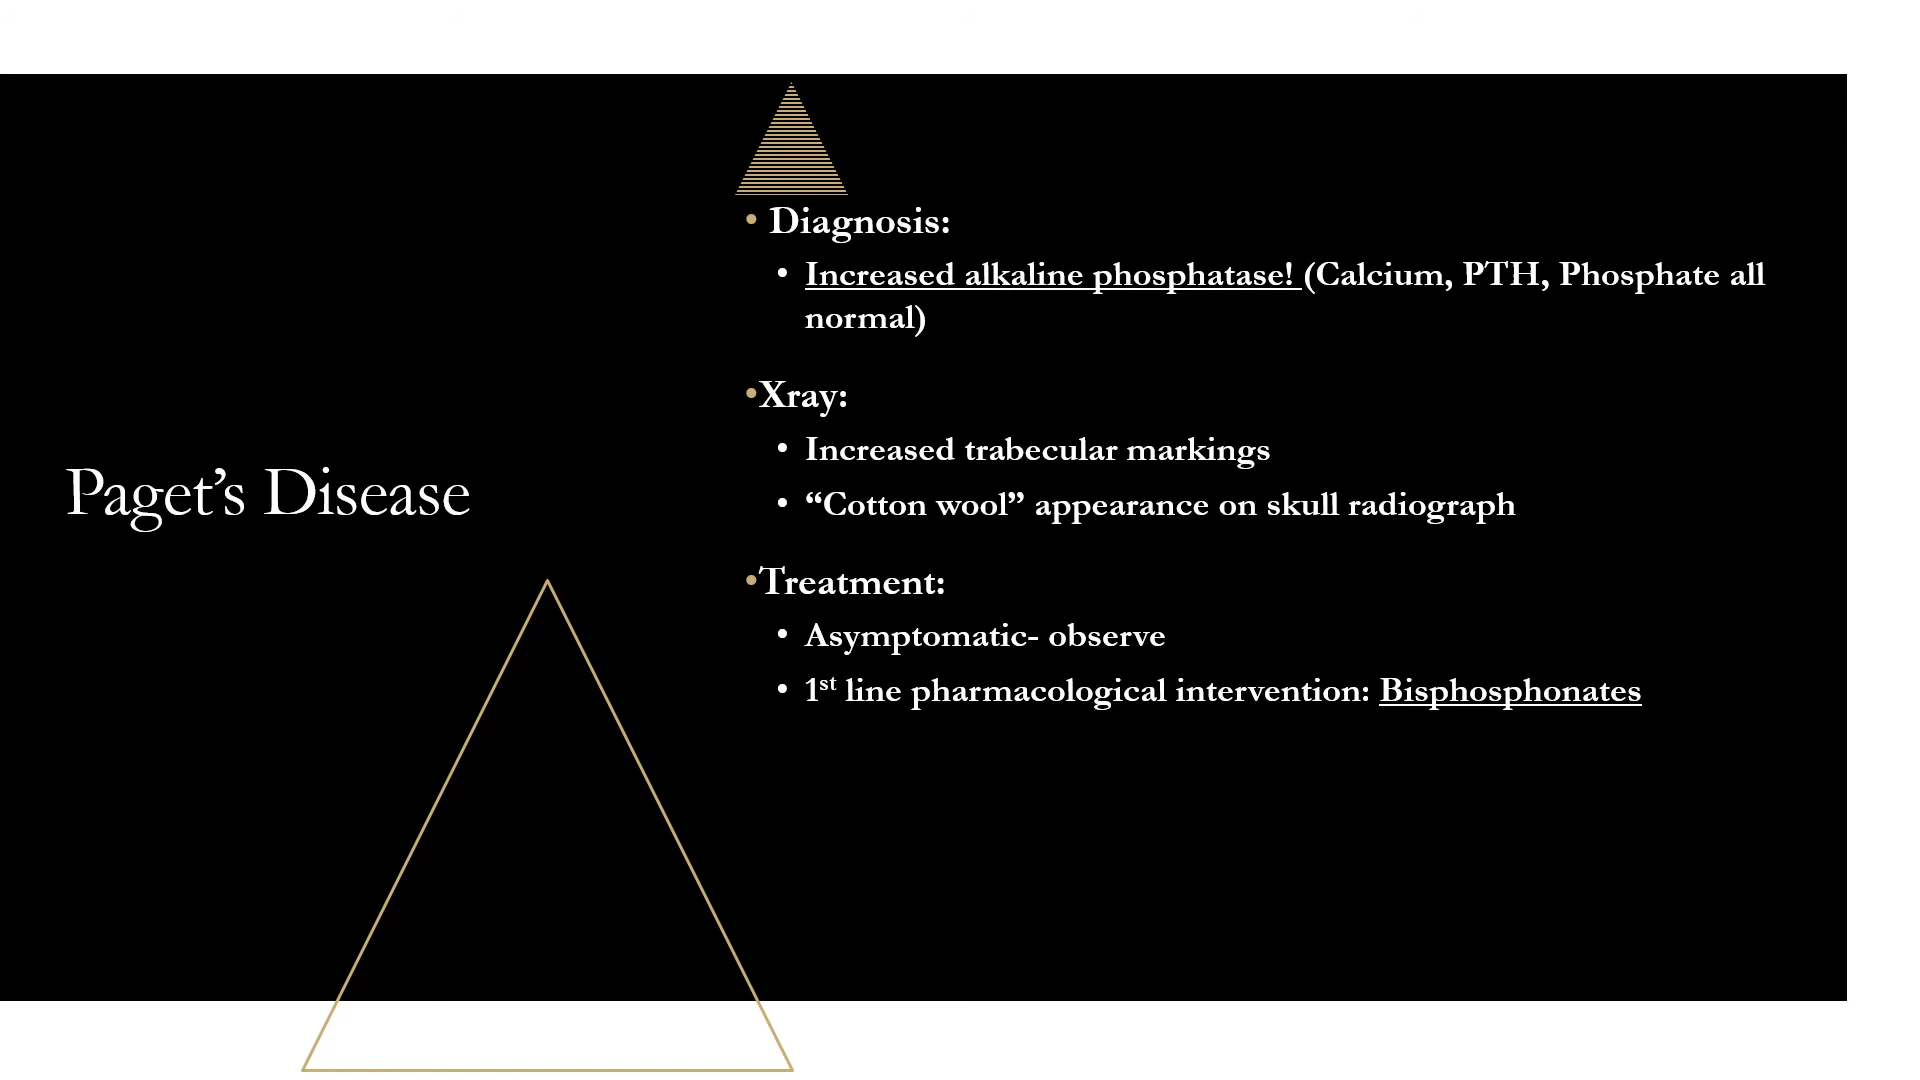 Paget’s Disease
• Diagnosis:
• Increased alkaline phosphatase! (Calcium, PTH, Phosphate all
normal)
•Xray:
• Increased trabecular markings
• “Cotton wool” appearance on skull radiograph
•Treatment:
• Asymptomatic- observe
• 1st line pharmacological intervention: Bisphosphonates